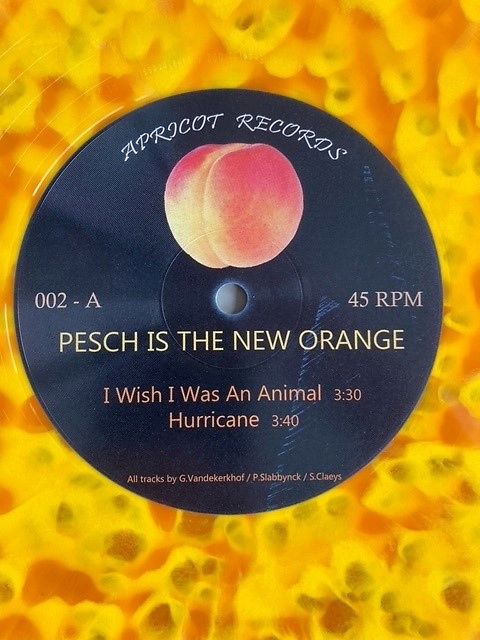 APRICOT RECORDS
002 - A
45 RPM
PESCH IS THE NEW ORANGE
I Wish I Was An Animal 3:30
Hurricane 3:40
All tracks by G.Vandekerkhof / P.Slabbynck / S.Claeys